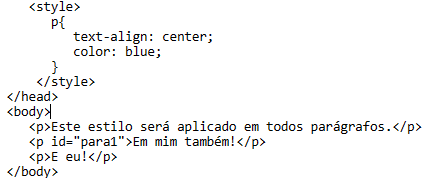 <style>
p{
text-align: center;
color: blue;
}
</style>
</head>
<body>
<p>Este estilo será aplicado em todos parágrafos.</p>
<p id="para1">Em mim também!</p>
<p>E eu!</p>
</body>